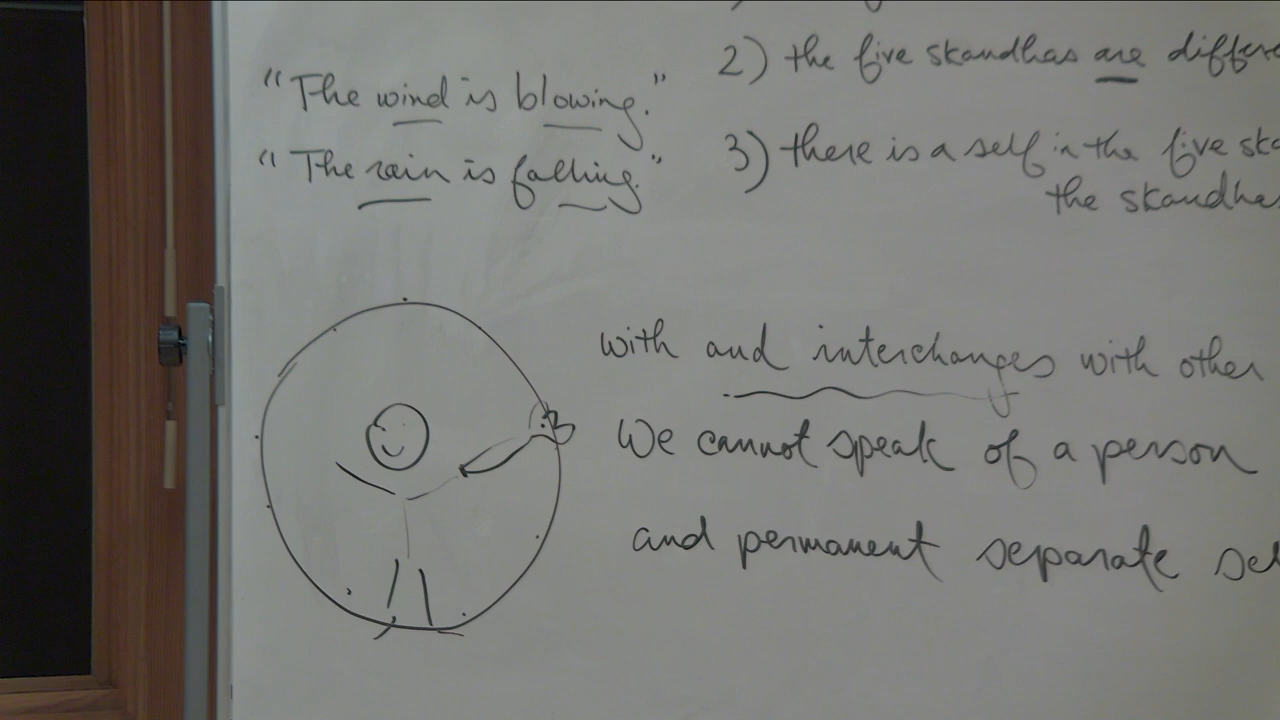 "The wind is blowing."
"The rain is falling."
2) the five skandhas are
3) there is a self in the five
the
with and interchanges with other
We cannot speak of a person
and permanent separate